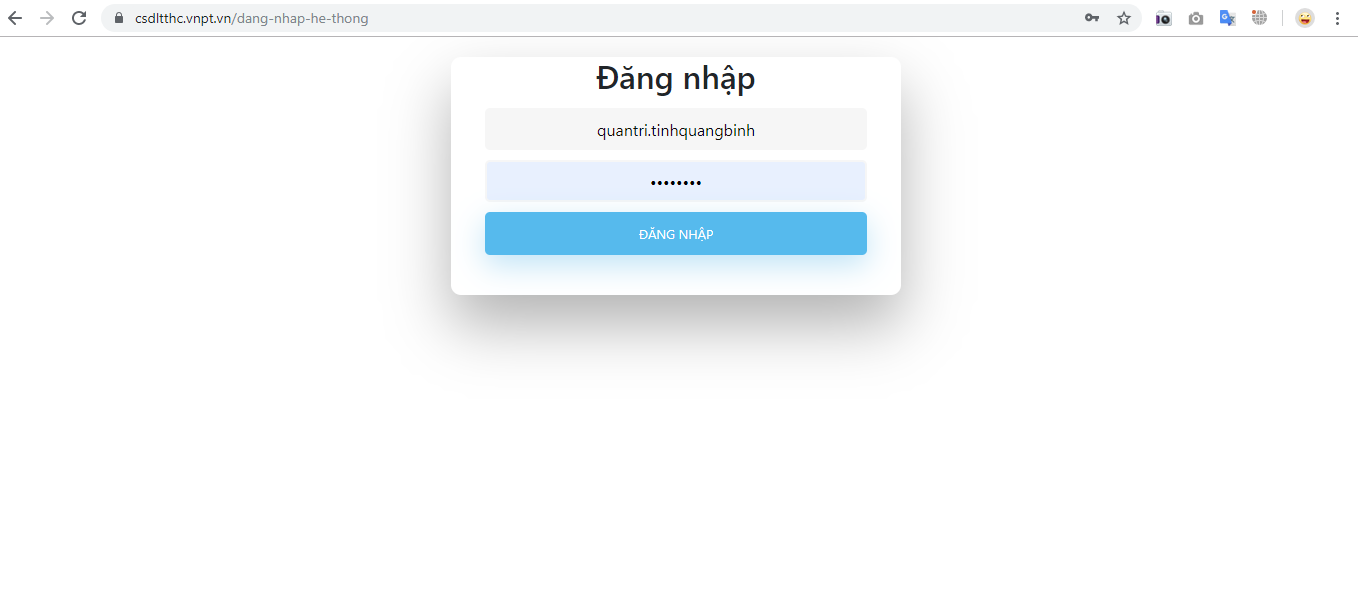 csdltthc.vnpt.vn/dang-nhap-he-thong
Đăng nhập
quantri.tinhquangbinh
••••••••
ĐĂNG NHẬP